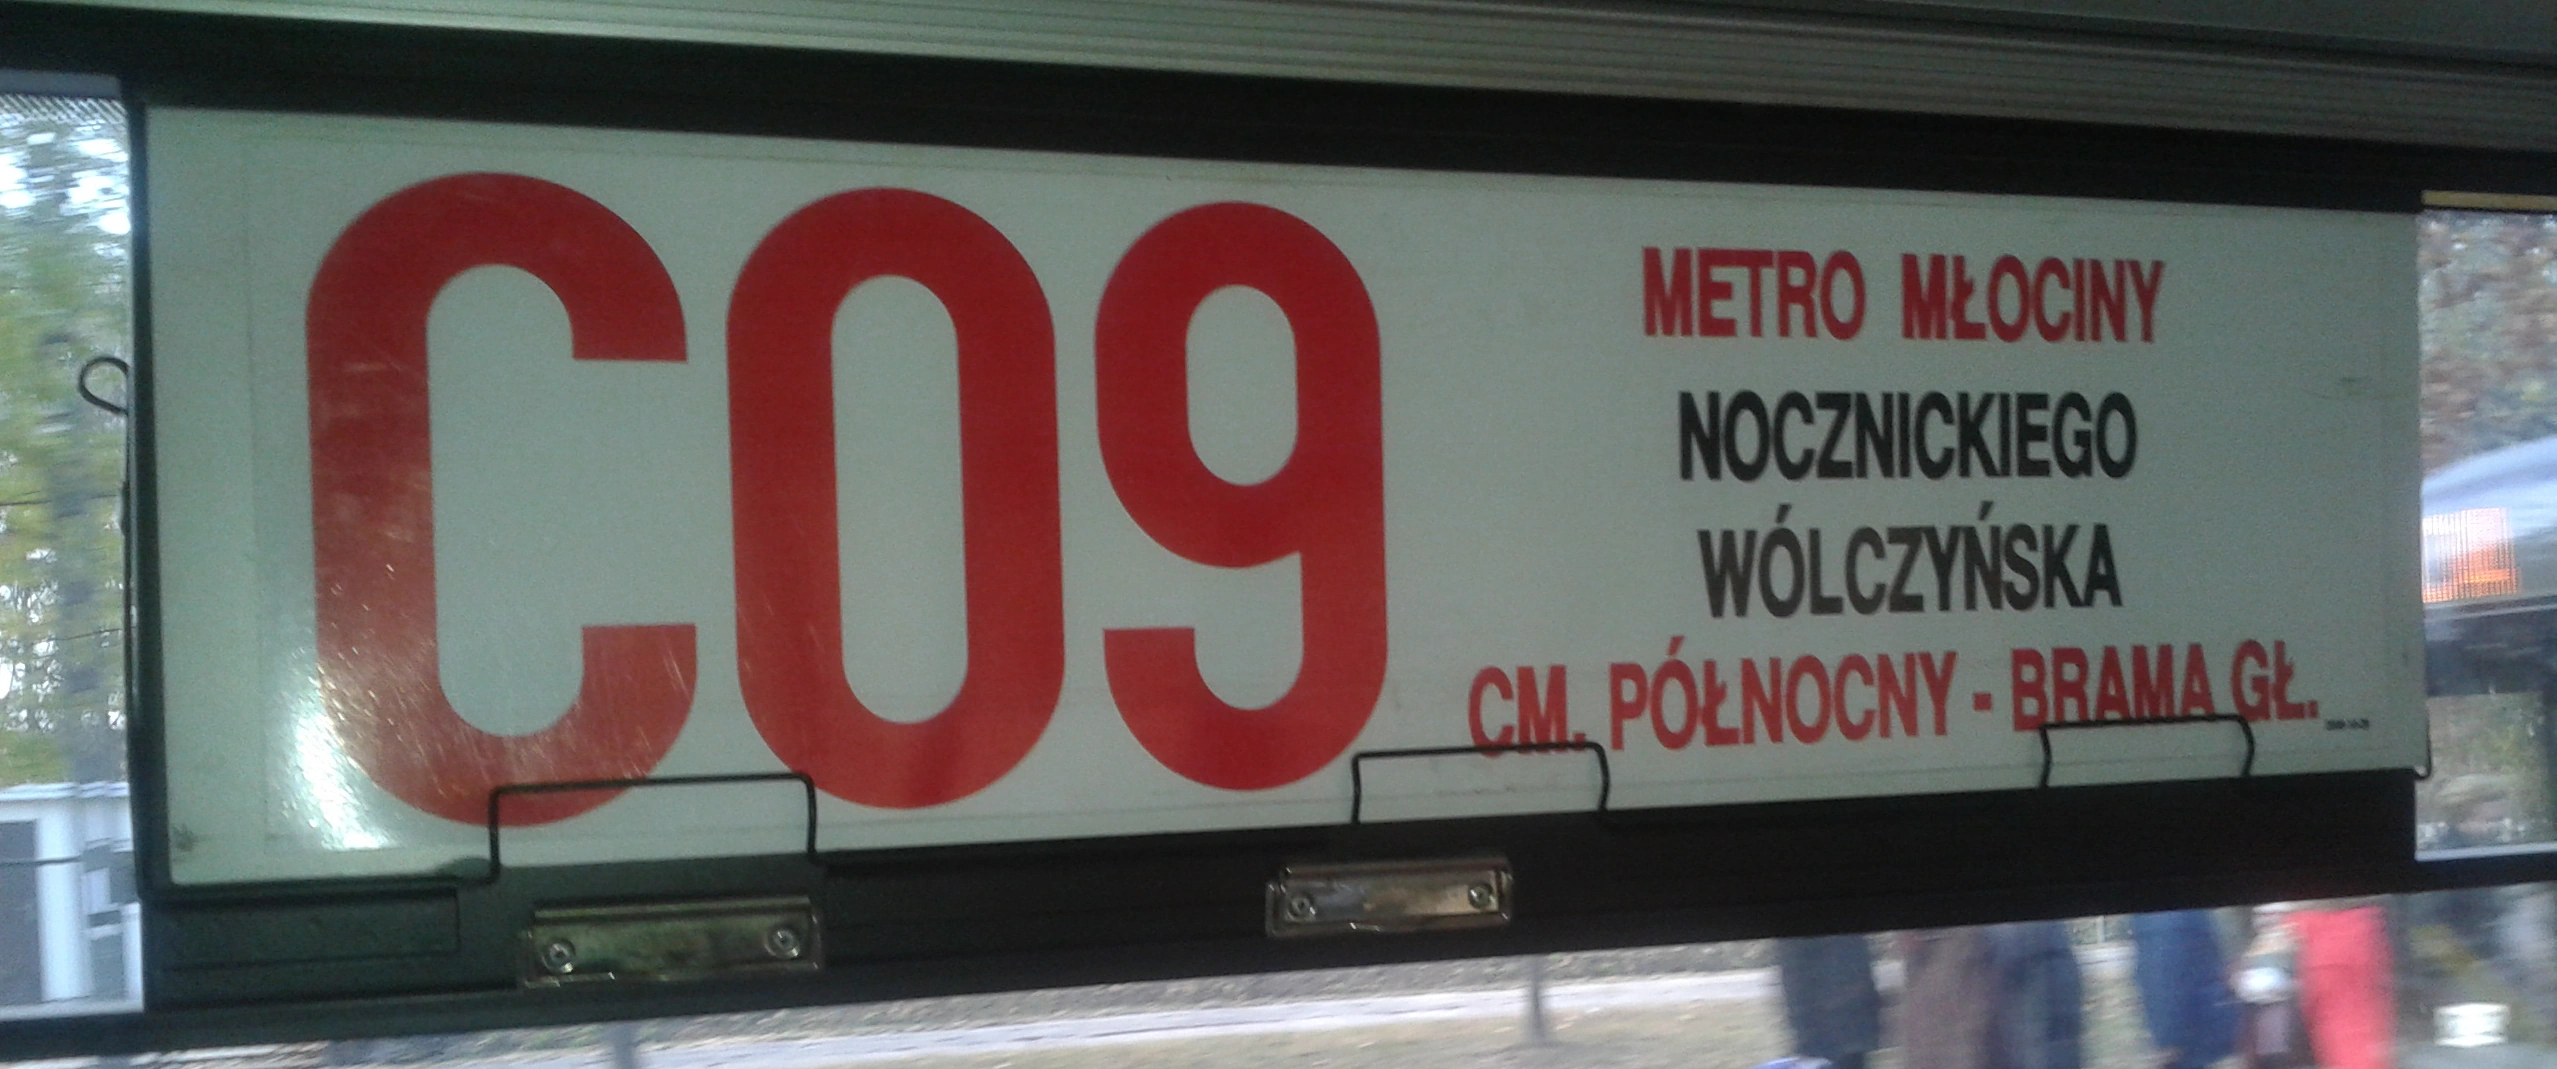 C09
METRO MŁOCINY
NOCZNICKIEGO
WÓLCZYŃSKA
CM. PÓŁNOCNY - BRAMA GŁ.